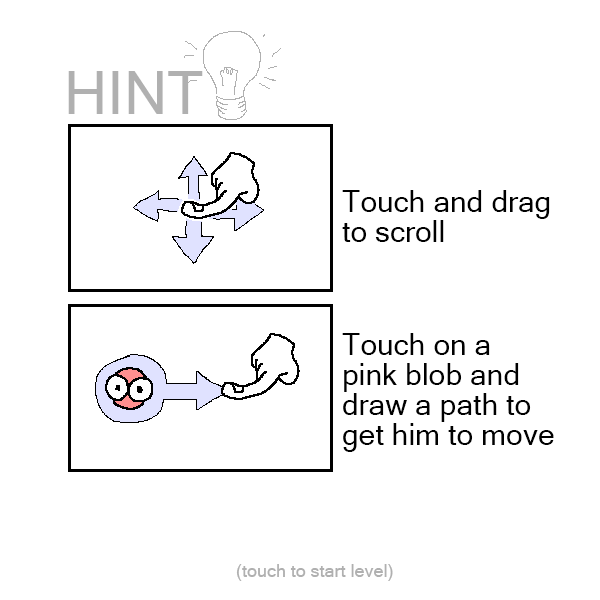 HINT
Touch and drag
to scroll
Touch on a
pink blob and
draw a path to
get him to move
(touch to start level)